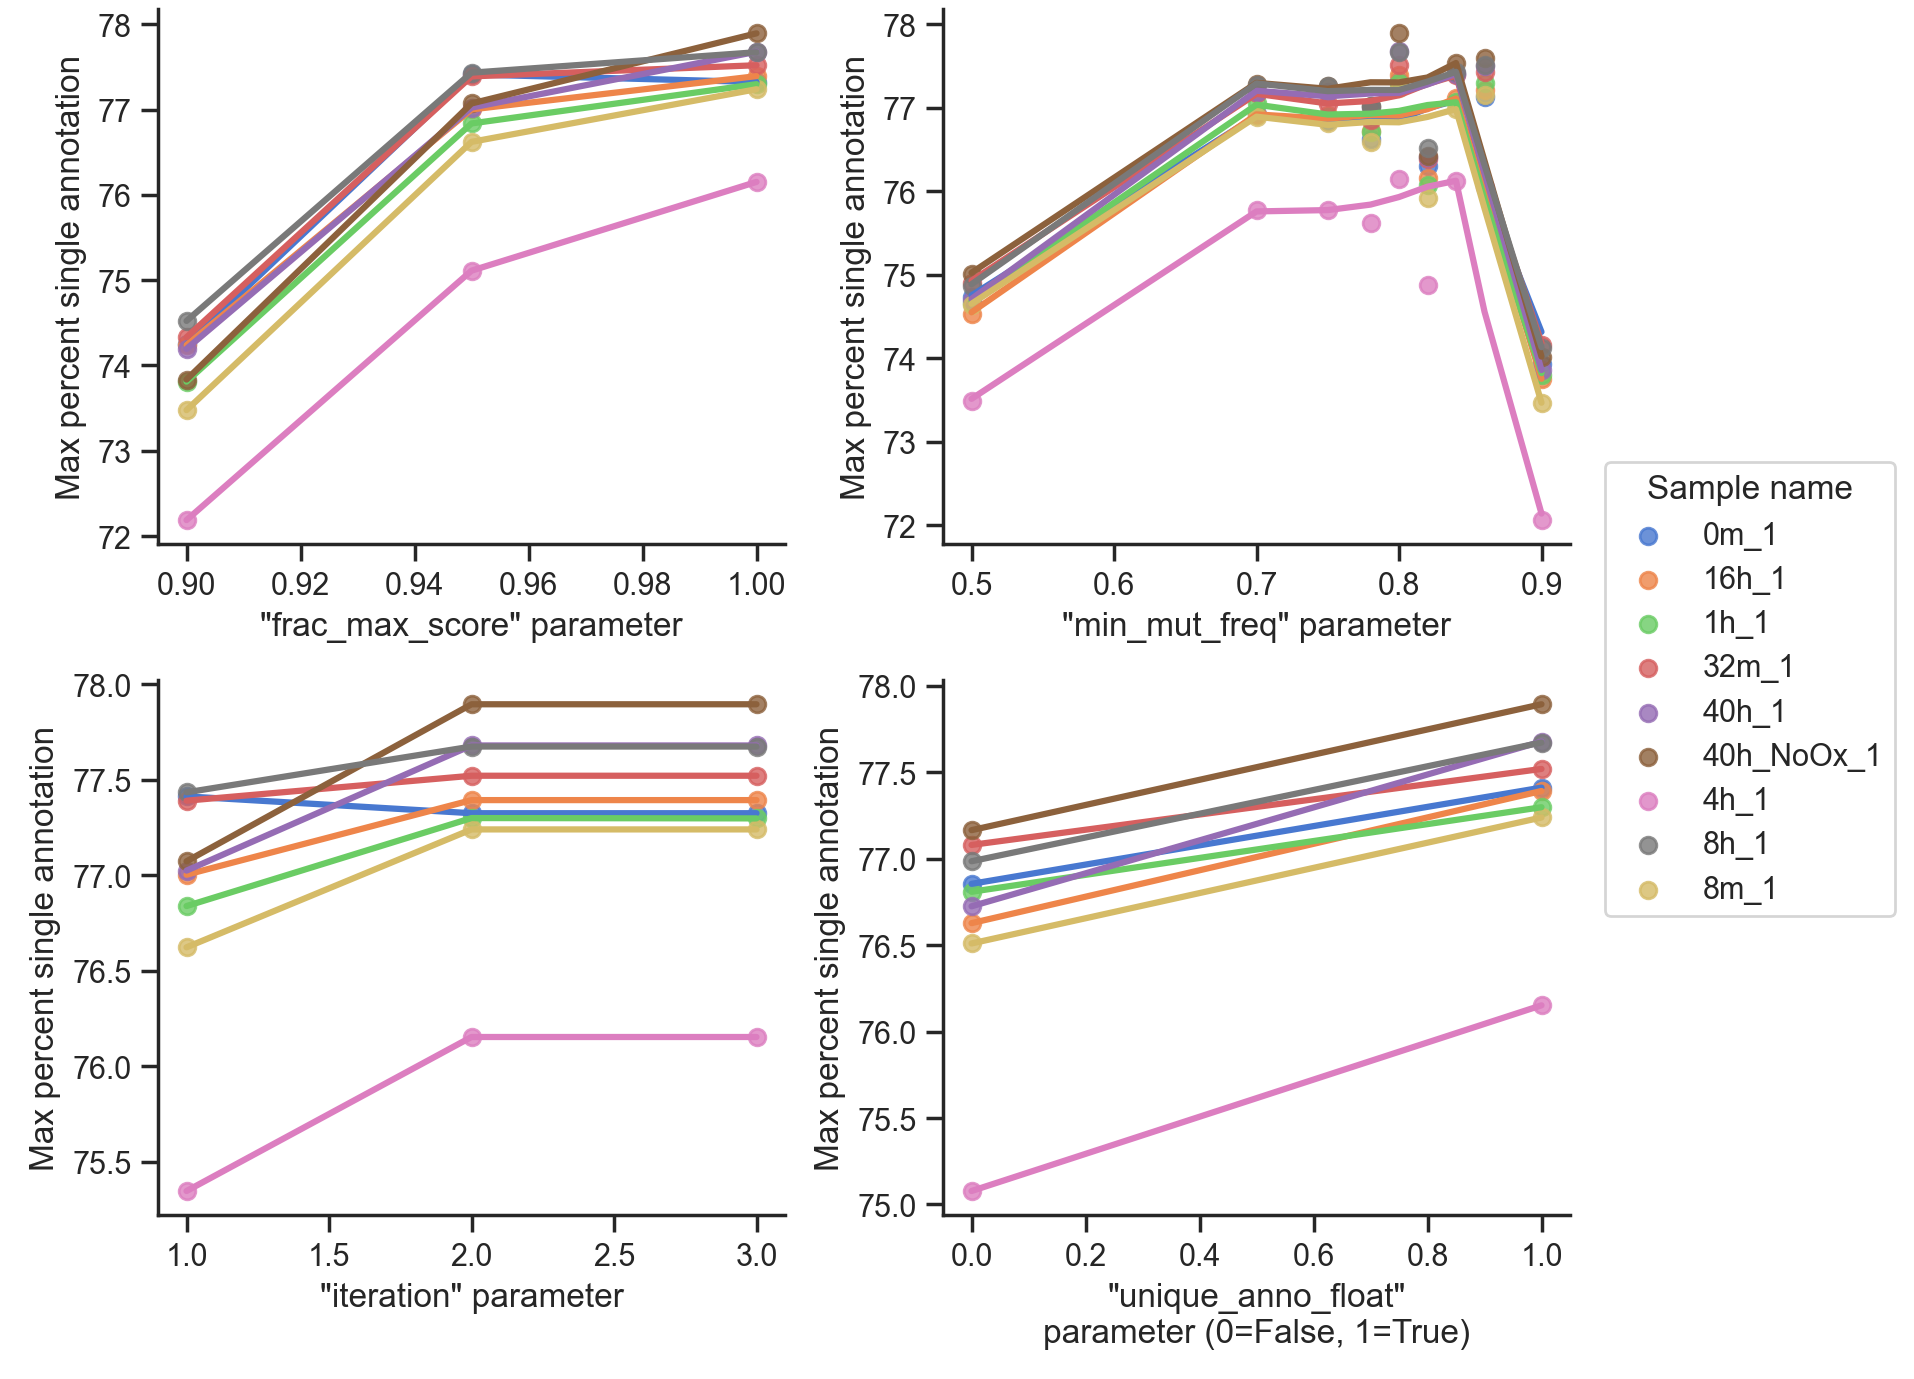 78
77
76
75
74
73
72
Max percent single annotation
0.90 0.92 0.94 0.96 0.98 1.00
"frac_max_score" parameter
78
77
76
75
74
73
72
Max percent single annotation
0.5 0.6 0.7 0.8 0.9
"min_mut_freq" parameter
78.0
77.5
77.0
76.5
76.0
75.5
Max percent single annotation
1.0 1.5 2.0 2.5 3.0
"iteration" parameter
78.0
77.5
77.0
76.5
76.0
75.5
75.0
Max percent single annotation
0.0 0.2 0.4 0.6 0.8 1.0
"unique_anno_float"
parameter (0=False, 1=True)
Sample name
0m_1
16h_1
1h_1
32m_1
40h_1
40h_NoOx_1
4h_1
8h_1
8m_1